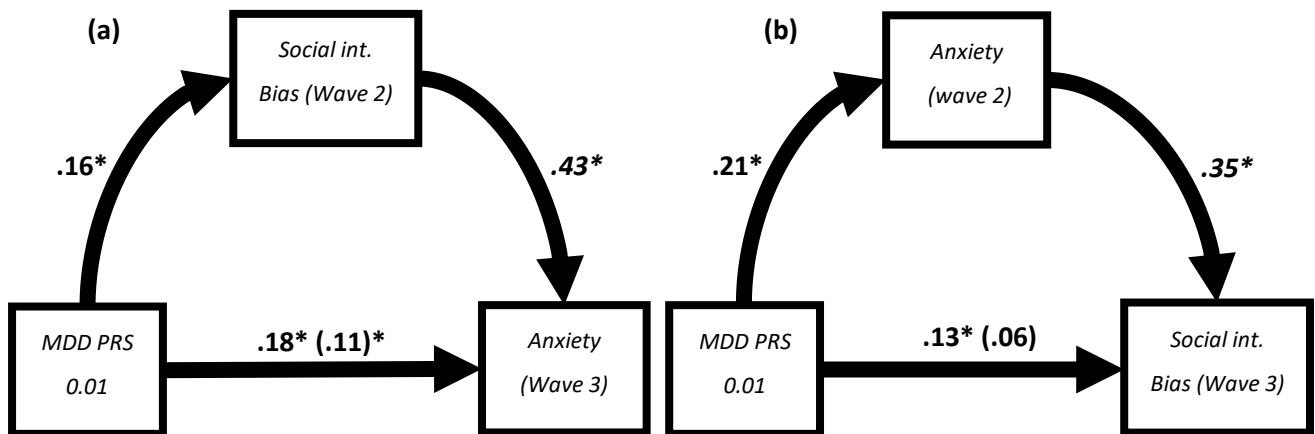 (a)
Social int.
Bias (Wave 2)
.16*
.43*
MDD PRS
0.01
.18* (.11)*
Anxiety
(Wave 3)
(b)
Anxiety
(wave 2)
.21*
.35*
MDD PRS
0.01
.13* (.06)
Social int.
Bias (Wave 3)